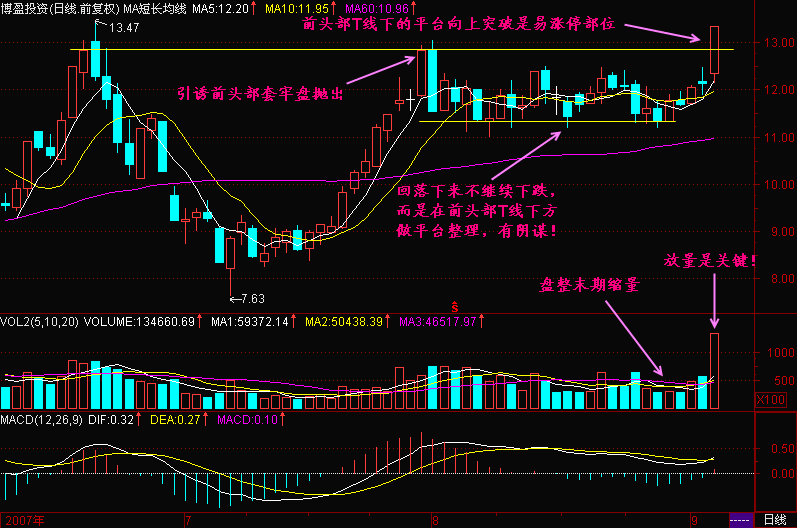 博盈投资(日线.前复权) MA短长均线 MA5:12.20↑ MA10:11.95↑ MA60:10.96↑
前头部T线下的平台向上突破是易涨停部位
13.47
13.00
引诱前头部套牢盘抛出
12.00
11.00
回落下来不继续下跌，
而是在前头部T线下方
做平台整理，有阴谋！
10.00
9.00
放量是关键！
盘整末期缩量
8.00
←7.63
S
VOL2(5,10,20) VOLUME:134660.69↑ MA1:59372.14↑ MA2:50438.39↑ MA3:46517.97↑
1000
500
X100
MACD(12,26,9) DIF:0.32↑ DEA:0.27↑ MACD:0.10↑
0.50
0.00
2007年 7 8 9 日线